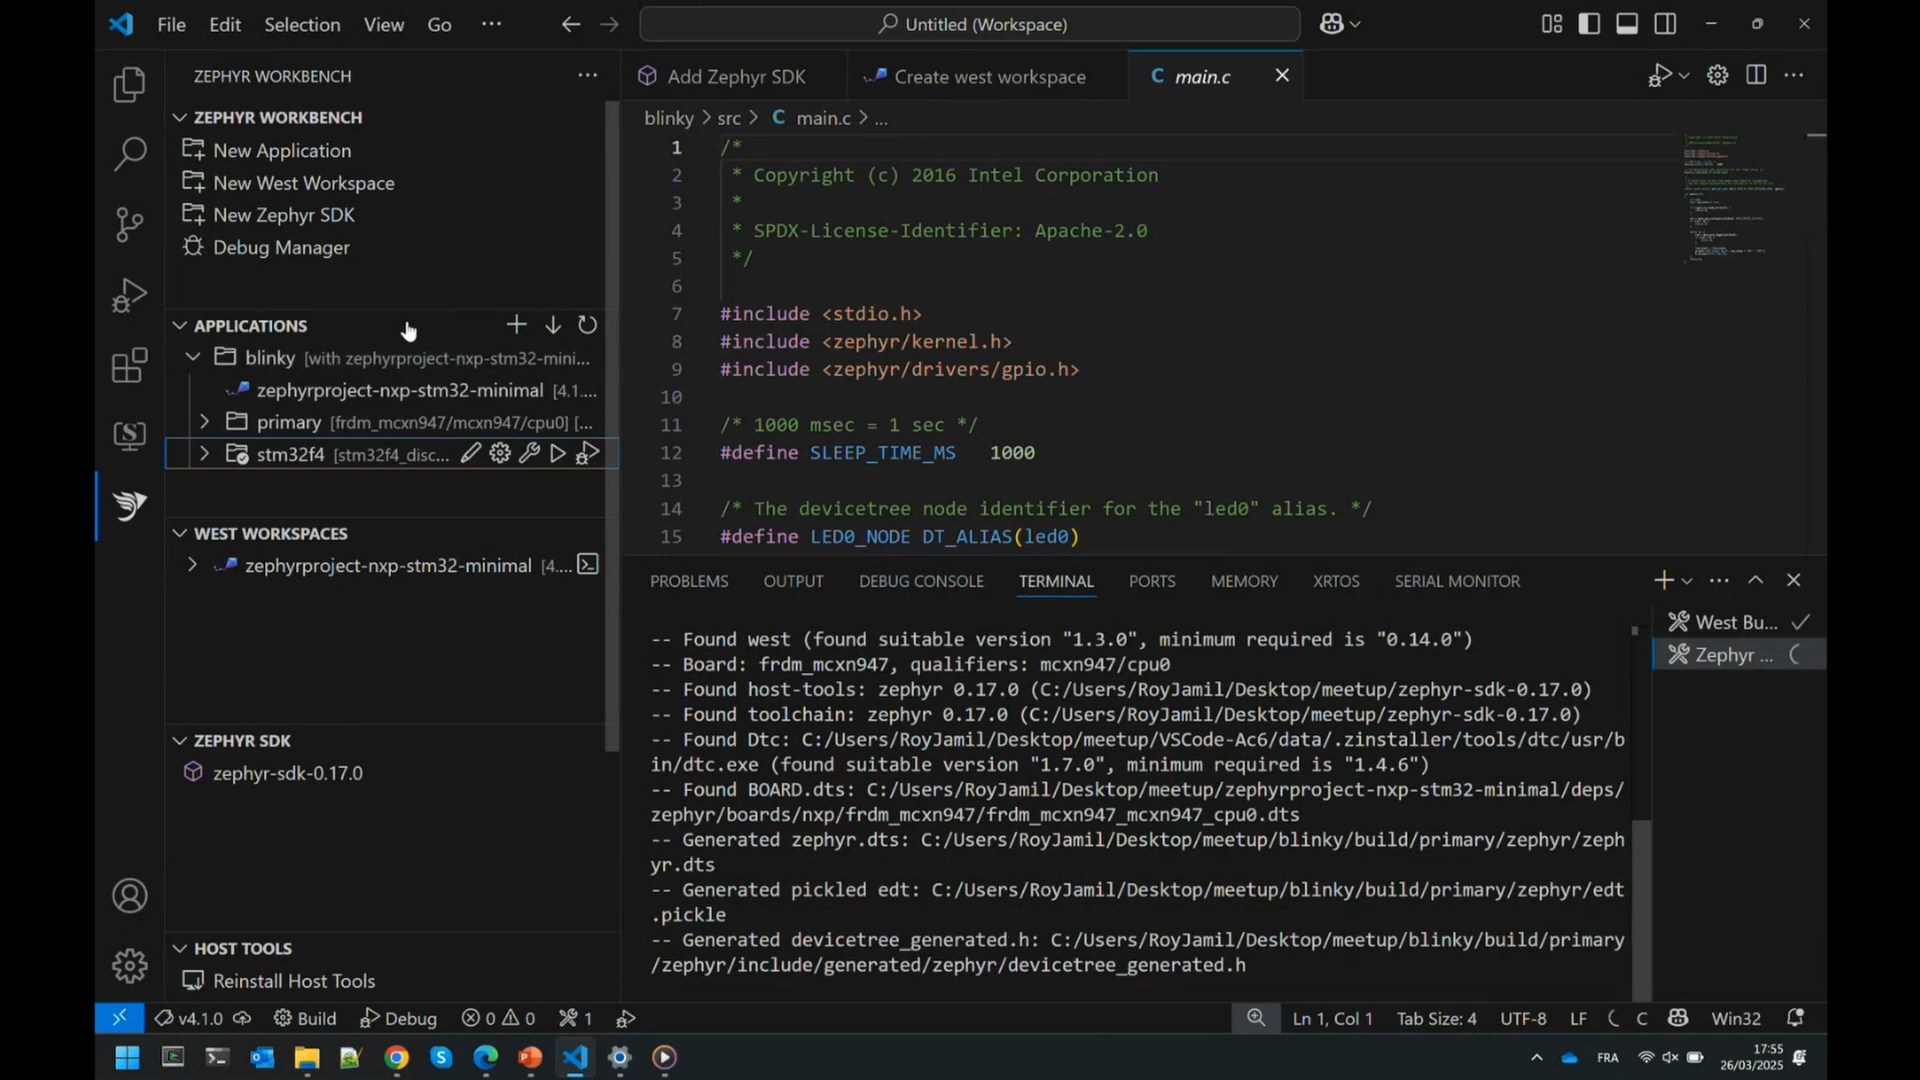 File Edit Selection View Go ··· Untitled (Workspace)
ZEPHYR WORKBENCH
ZEPHYR WORKBENCH
New Application
New West Workspace
New Zephyr SDK
Debug Manager
APPLICATIONS
blinky [with zephyrproject-nxp-stm32-mini...
zephyrproject-nxp-stm32-minimal [4.1....
primary [frdm_mcxn947/mcxn947/cpu0] [...
stm32f4 [stm32f4_disc...
WEST WORKSPACES
zephyrproject-nxp-stm32-minimal [4....
ZEPHYR SDK
zephyr-sdk-0.17.0
HOST TOOLS
Reinstall Host Tools
Add Zephyr SDK Create west workspace C main.c
blinky > src > C main.c > ...
1 /*
2 * Copyright (c) 2016 Intel Corporation
3 *
4 * SPDX-License-Identifier: Apache-2.0
5 */
6
7 #include <stdio.h>
8 #include <zephyr/kernel.h>
9 #include <zephyr/drivers/gpio.h>
10
11 /* 1000 msec = 1 sec */
12 #define SLEEP_TIME_MS 1000
13
14 /* The devicetree node identifier for the "led0" alias. */
15 #define LED0_NODE DT_ALIAS(led0)
PROBLEMS OUTPUT DEBUG CONSOLE TERMINAL PORTS MEMORY XRTOS SERIAL MONITOR
-- Found west (found suitable version "1.3.0", minimum required is "0.14.0")
-- Board: frdm_mcxn947, qualifiers: mcxn947/cpu0
-- Found host-tools: zephyr 0.17.0 (C:/Users/RoyJamil/Desktop/meetup/zephyr-sdk-0.17.0)
-- Found toolchain: zephyr 0.17.0 (C:/Users/RoyJamil/Desktop/meetup/zephyr-sdk-0.17.0)
-- Found Dtc: C:/Users/RoyJamil/Desktop/meetup/VSCode-Ac6/data/.zinstaller/tools/dtc/usr/b
in/dtc.exe (found suitable version "1.7.0", minimum required is "1.4.6")
-- Found BOARD.dts: C:/Users/RoyJamil/Desktop/meetup/zephyrproject-nxp-stm32-minimal/deps/
zephyr/boards/nxp/frdm_mcxn947/frdm_mcxn947_mcxn947_cpu0.dts
-- Generated zephyr.dts: C:/Users/RoyJamil/Desktop/meetup/blinky/build/primary/zephyr/zeph
yr.dts
-- Generated pickled edt: C:/Users/RoyJamil/Desktop/meetup/blinky/build/primary/zephyr/edt
.pickle
-- Generated devicetree_generated.h: C:/Users/RoyJamil/Desktop/meetup/blinky/build/primary
/zephyr/include/generated/zephyr/devicetree_generated.h
West Bu...
Zephyr ...
v4.1.0 Build Debug 0 0 1 Ln 1, Col 1 Tab Size: 4 UTF-8 LF C Win32
FRA 17:55
26/03/2025